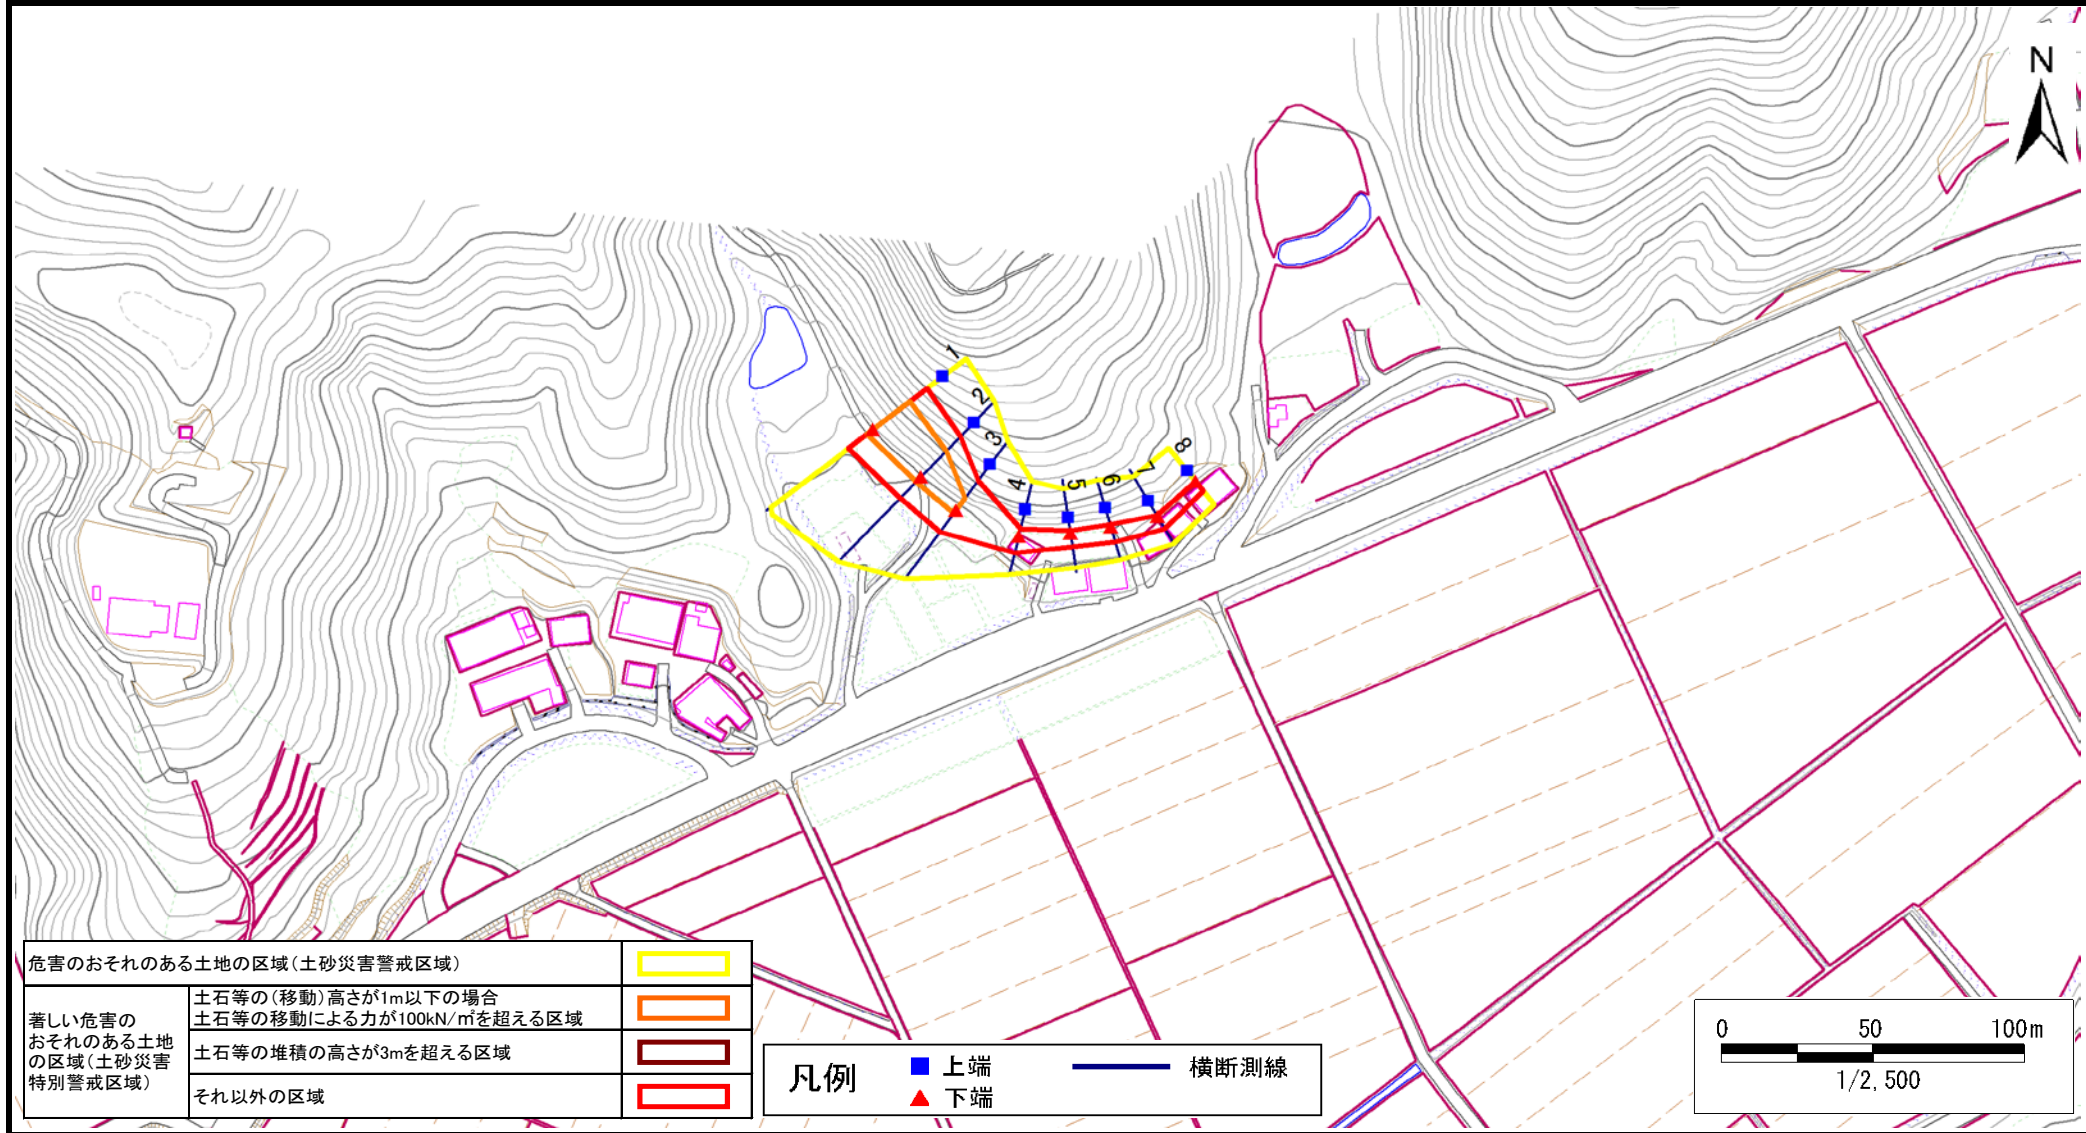 N
1
2
3
4
5
6
7
8
危害のおそれのある土地の区域(土砂災害警戒区域)
著しい危害の
おそれのある土地
の区域(土砂災害
特別警戒区域)
土石等の(移動)高さが1m以下の場合
土石等の移動による力が100kN/㎡を超える区域
土石等の堆積の高さが3mを超える区域
それ以外の区域
凡例
上端
下端
横断測線
0 50 100m
1/2,500